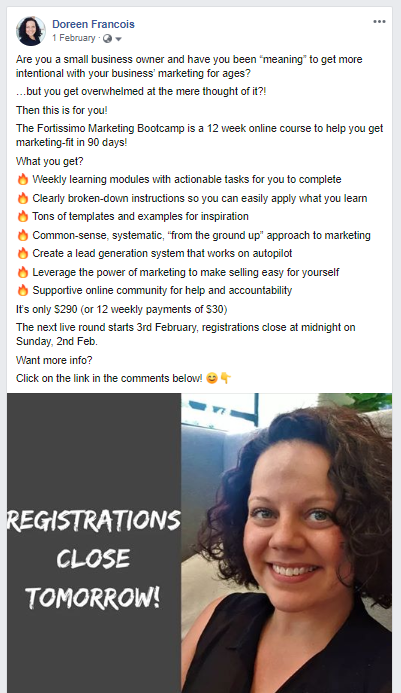 Doreen Francois
1 February ·
Are you a small business owner and have you been “meaning” to get more
intentional with your business’ marketing for ages?
…but you get overwhelmed at the mere thought of it?!
Then this is for you!
The Fortissimo Marketing Bootcamp is a 12 week online course to help you get
marketing-fit in 90 days!
What you get?
🔥 Weekly learning modules with actionable tasks for you to complete
🔥 Clearly broken-down instructions so you can easily apply what you learn
🔥 Tons of templates and examples for inspiration
🔥 Common-sense, systematic, “from the ground up” approach to marketing
🔥 Create a lead generation system that works on autopilot
🔥 Leverage the power of marketing to make selling easy for yourself
🔥 Supportive online community for help and accountability
It’s only $290 (or 12 weekly payments of $30)
The next live round starts 3rd February, registrations close at midnight on
Sunday, 2nd Feb.
Want more info?
Click on the link in the comments below! 😊👇
REGISTRATIONS
CLOSE
TOMORROW!